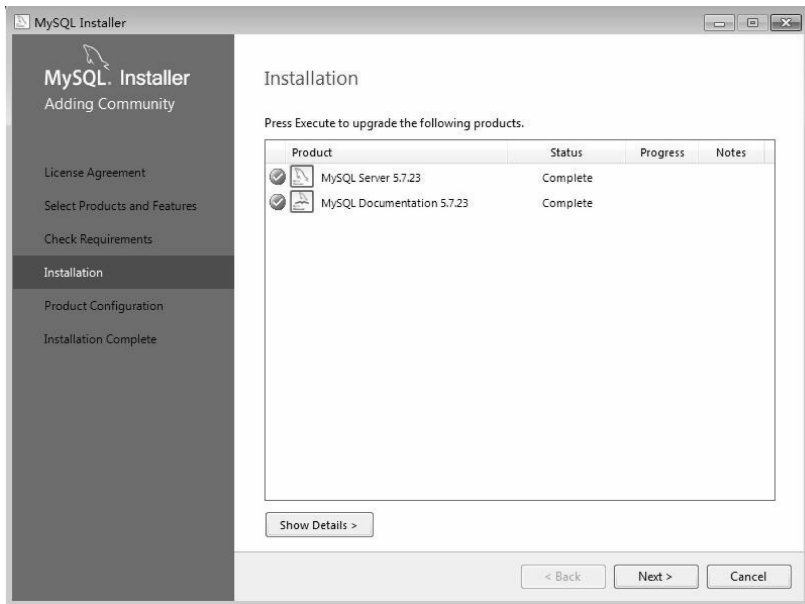 MySQL Installer
MySQL. Installer
Adding Community
License Agreement
Select Products and Features
Check Requirements
Installation
Product Configuration
Installation Complete
Installation
Press Execute to upgrade the following products.
Product Status Progress Notes
MySQL Server 5.7.23 Complete
MySQL Documentation 5.7.23 Complete
Show Details >
< Back Next > Cancel